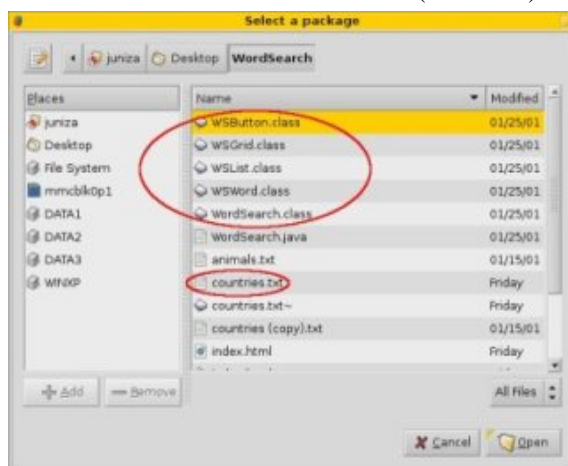 Select a package
juniza Desktop WordSearch
Places
juniza
Desktop
File System
mmcblk0p1
DATA1
DATA2
DATA3
WINXP
Name Modified
WSButton.class 01/25/01
WSGrid.class 01/25/01
WSList.class 01/25/01
WSWord.class 01/25/01
WordSearch.class 01/25/01
WordSearch.java 01/25/01
animals.txt 01/15/01
countries.txt Friday
countries.txt~ Friday
countries (copy).txt 01/15/01
index.html Friday
Add Remove
All Files
Cancel Open